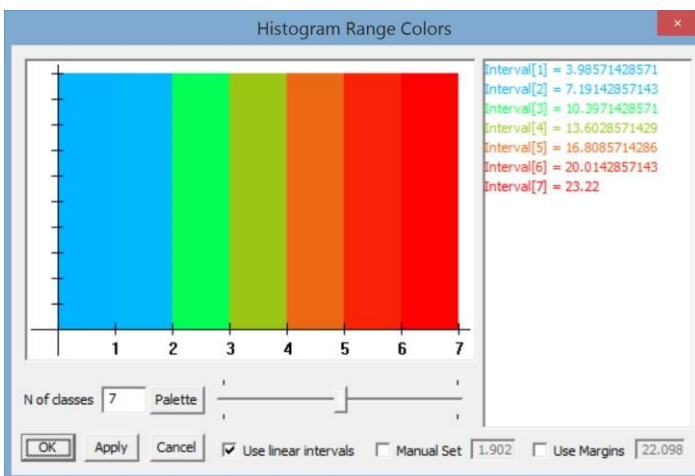 Histogram Range Colors
×
Interval[1] = 3.98571428571
Interval[2] = 7.19142857143
Interval[3] = 10.3971428571
Interval[4] = 13.6028571429
Interval[5] = 16.8085714286
Interval[6] = 20.0142857143
Interval[7] = 23.22
1 2 3 4 5 6 7
N of classes 7 Palette
OK Apply Cancel Use linear intervals Manual Set 1.902 Use Margins 22.098